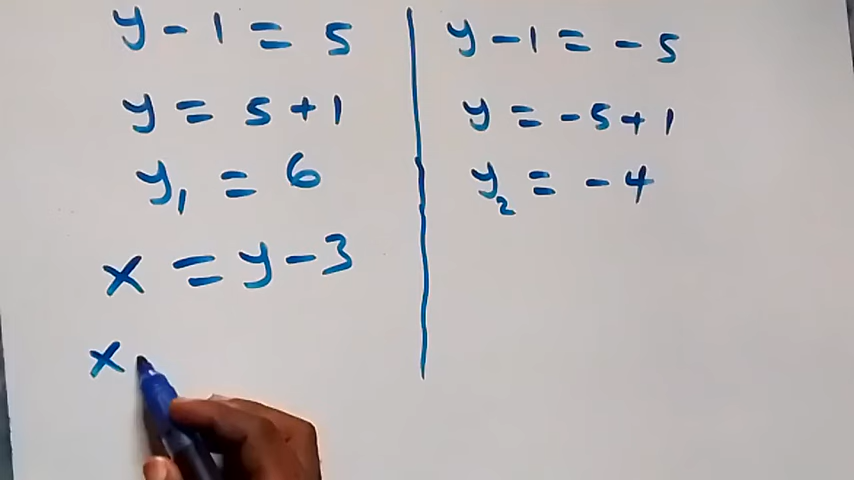 y - 1 = 5
y = 5 + 1
y₁ = 6
x = y - 3
x
y - 1 = - 5
y = - 5 + 1
y₂ = - 4